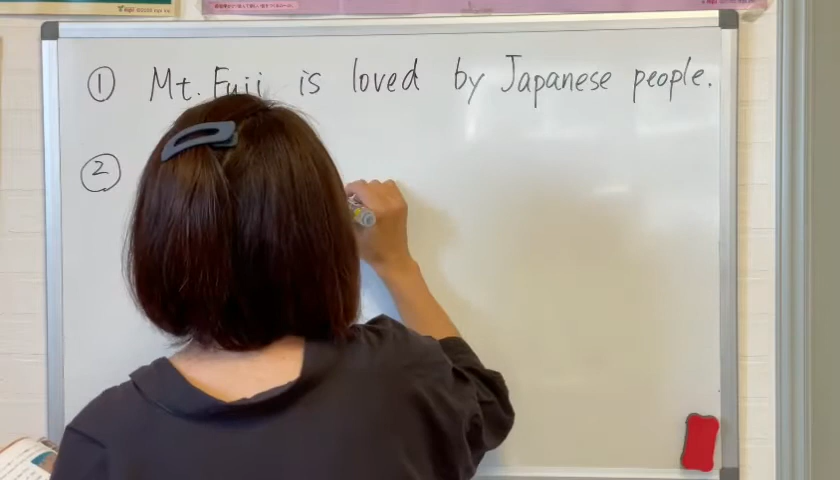 ① Mt. Fuji is loved by Japanese people.
②